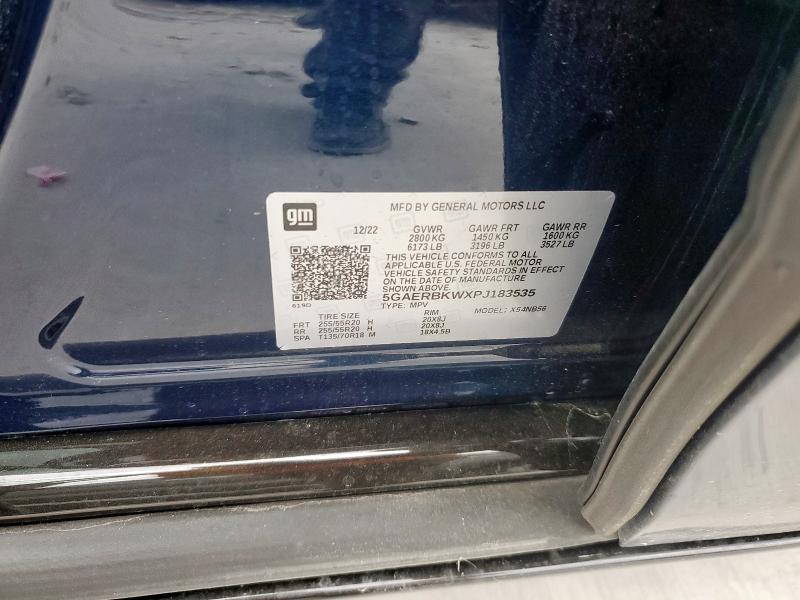 gm
MFD BY GENERAL MOTORS LLC
12/22 GVWR GAWR FRT GAWR RR
2800 KG 1450 KG 1600 KG
6173 LB 3196 LB 3527 LB
THIS VEHICLE CONFORMS TO ALL
APPLICABLE U.S. FEDERAL MOTOR
VEHICLE SAFETY STANDARDS IN EFFECT
ON THE DATE OF MANUFACTURE
SHOWN ABOVE.
5GAERBKWXPJ183535
619D
TYPE: MPV MODEL: X54NB56
TIRE SIZE RIM
FRT 255/55R20 H 20X8J
RR 255/55R20 H 20X8J
SPA T135/70R18 M 18X4.5B